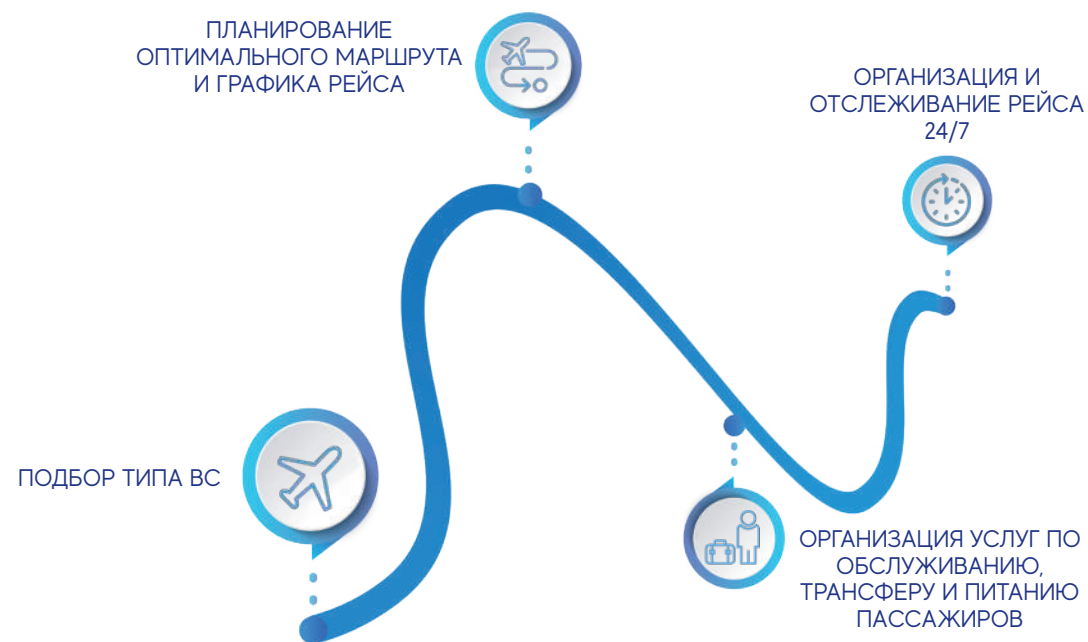 ПЛАНИРОВАНИЕ
ОПТИМАЛЬНОГО МАРШРУТА
И ГРАФИКА РЕЙСА
ОРГАНИЗАЦИЯ И
ОТСЛЕЖИВАНИЕ РЕЙСА
24/7
ПОДБОР ТИПА ВС
ОРГАНИЗАЦИЯ УСЛУГ ПО
ОБСЛУЖИВАНИЮ,
ТРАНСФЕРУ И ПИТАНИЮ
ПАССАЖИРОВ